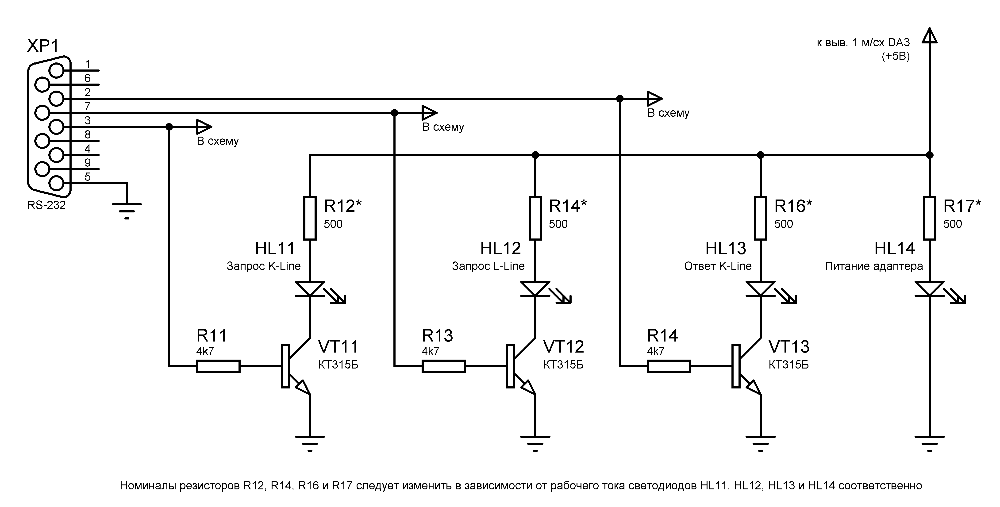 XP1
1
6
2
7
3
8
4
9
5
RS-232
к выв. 1 м/сх DA3
(+5В)
В схему
В схему
В схему
R12*
500
R14*
500
R16*
500
R17*
500
HL11
Запрос K-Line
HL12
Запрос L-Line
HL13
Ответ K-Line
HL14
Питание адаптера
R11
4k7
VT11
КТ315Б
R13
4k7
VT12
КТ315Б
R14
4k7
VT13
КТ315Б
Номиналы резисторов R12, R14, R16 и R17 следует изменить в зависимости от рабочего тока светодиодов HL11, HL12, HL13 и HL14 соответственно